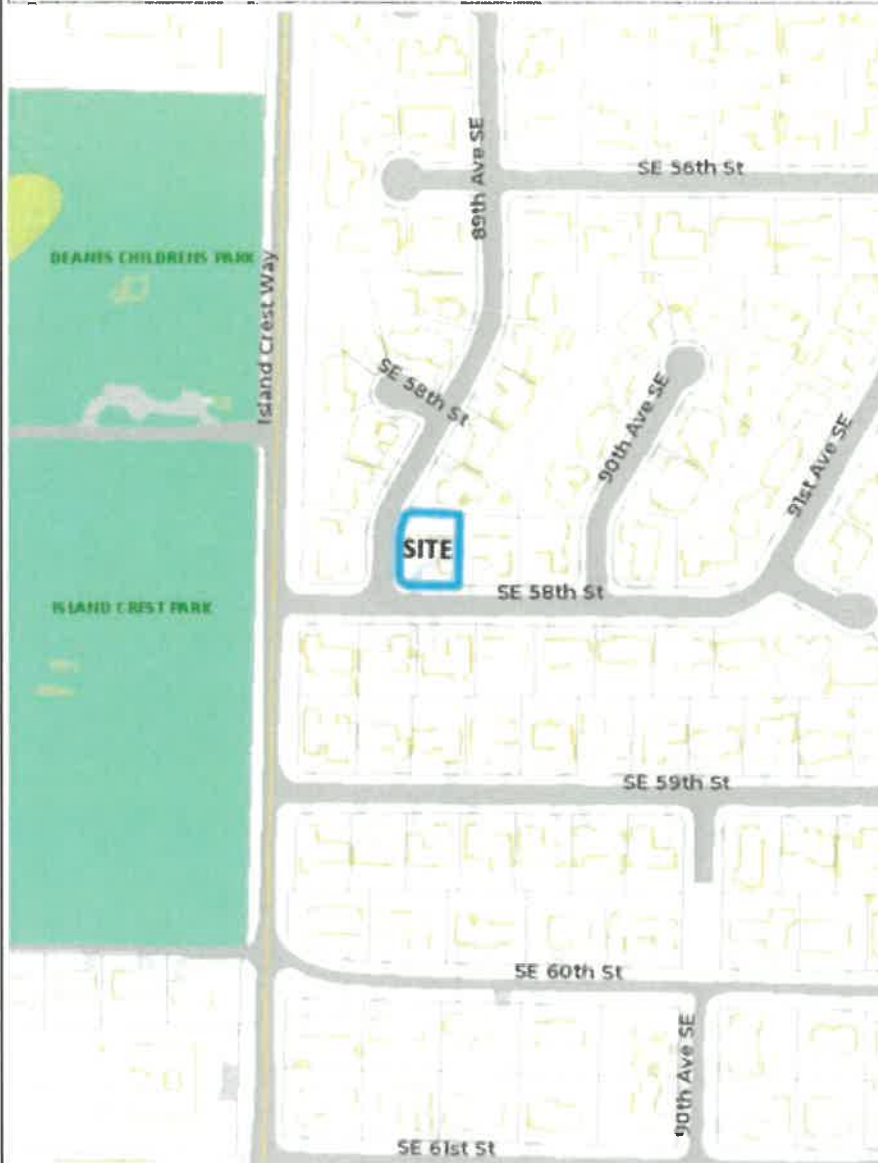 SE 56th St
89th Ave SE
DEANES CHILDRENS PARK
Island Crest Way
SE 58th St
90th Ave SE
91st Ave SE
SITE
SE 58th St
ISLAND CREST PARK
SE 59th St
SE 60th St
90th Ave SE
SE 61st St